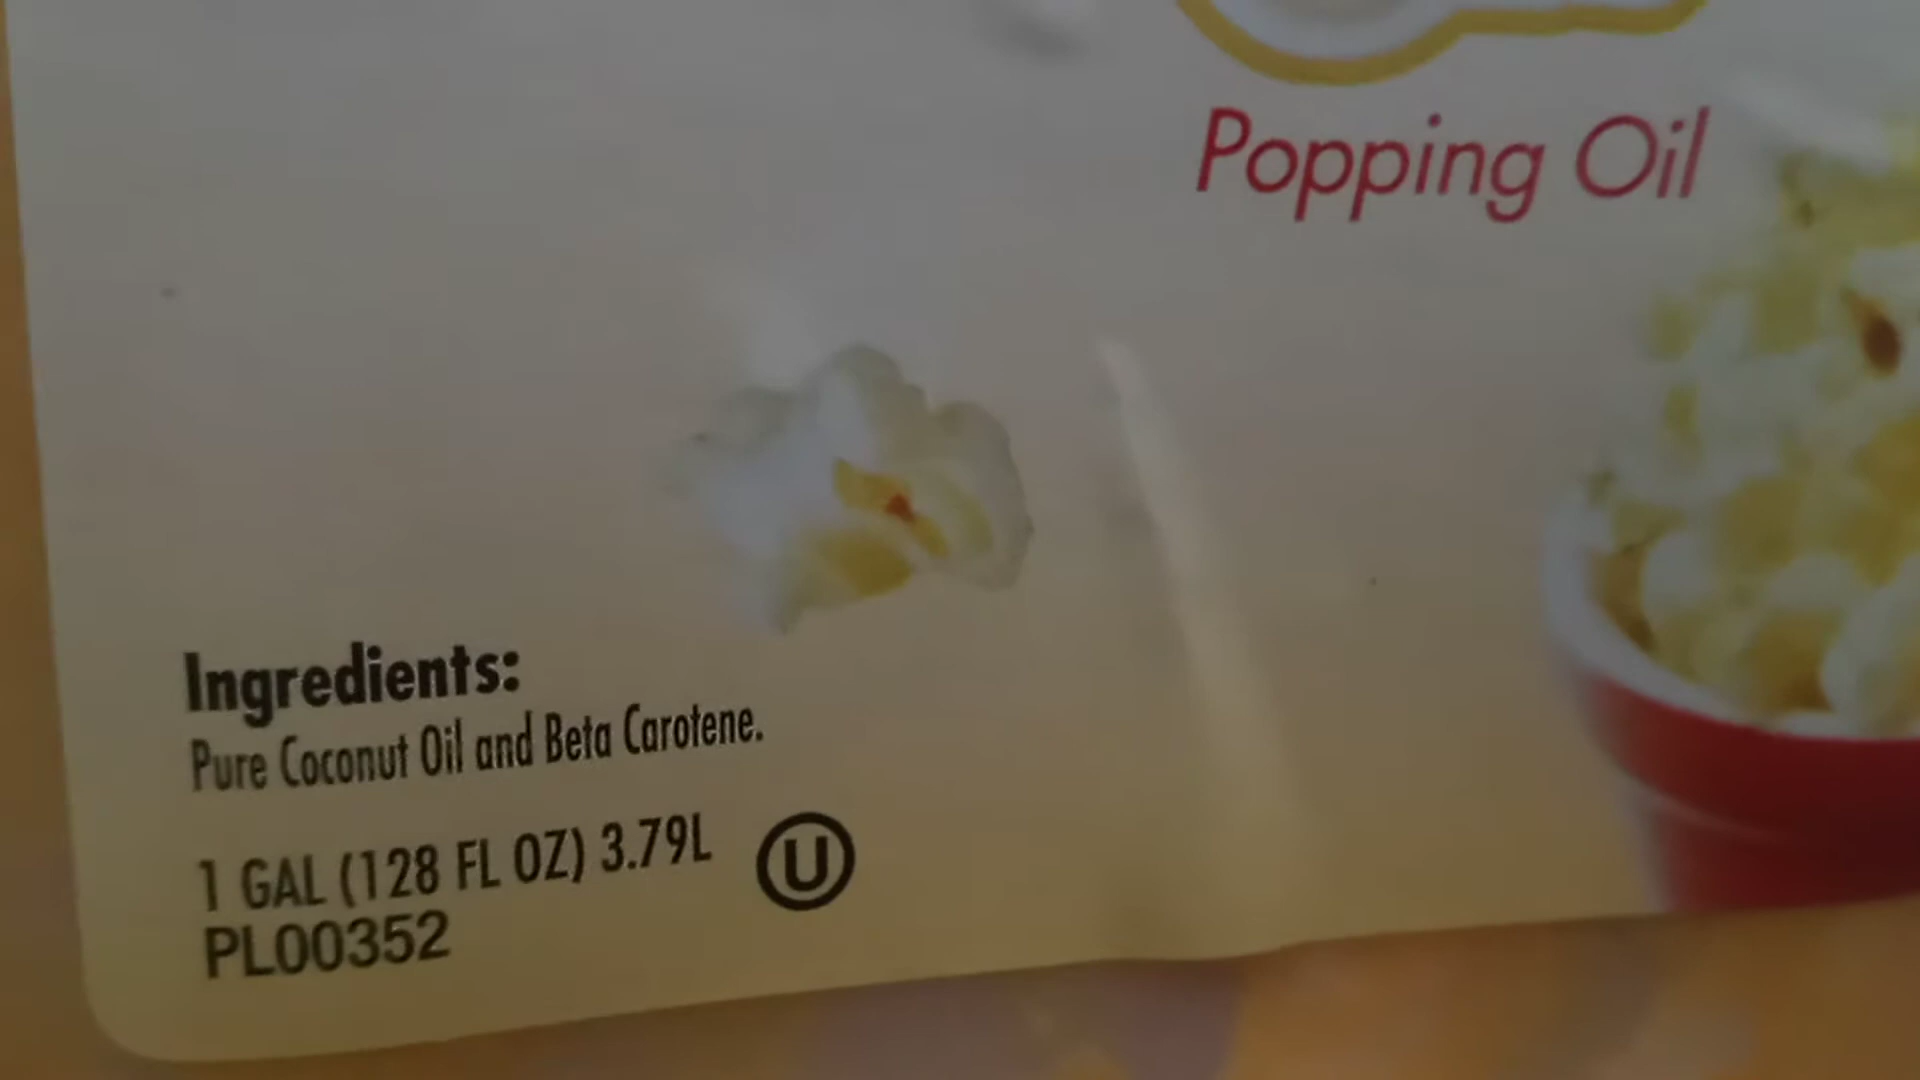 Popping Oil
Ingredients:
Pure Coconut Oil and Beta Carotene.
1 GAL (128 FL OZ) 3.79L
U
PL00352